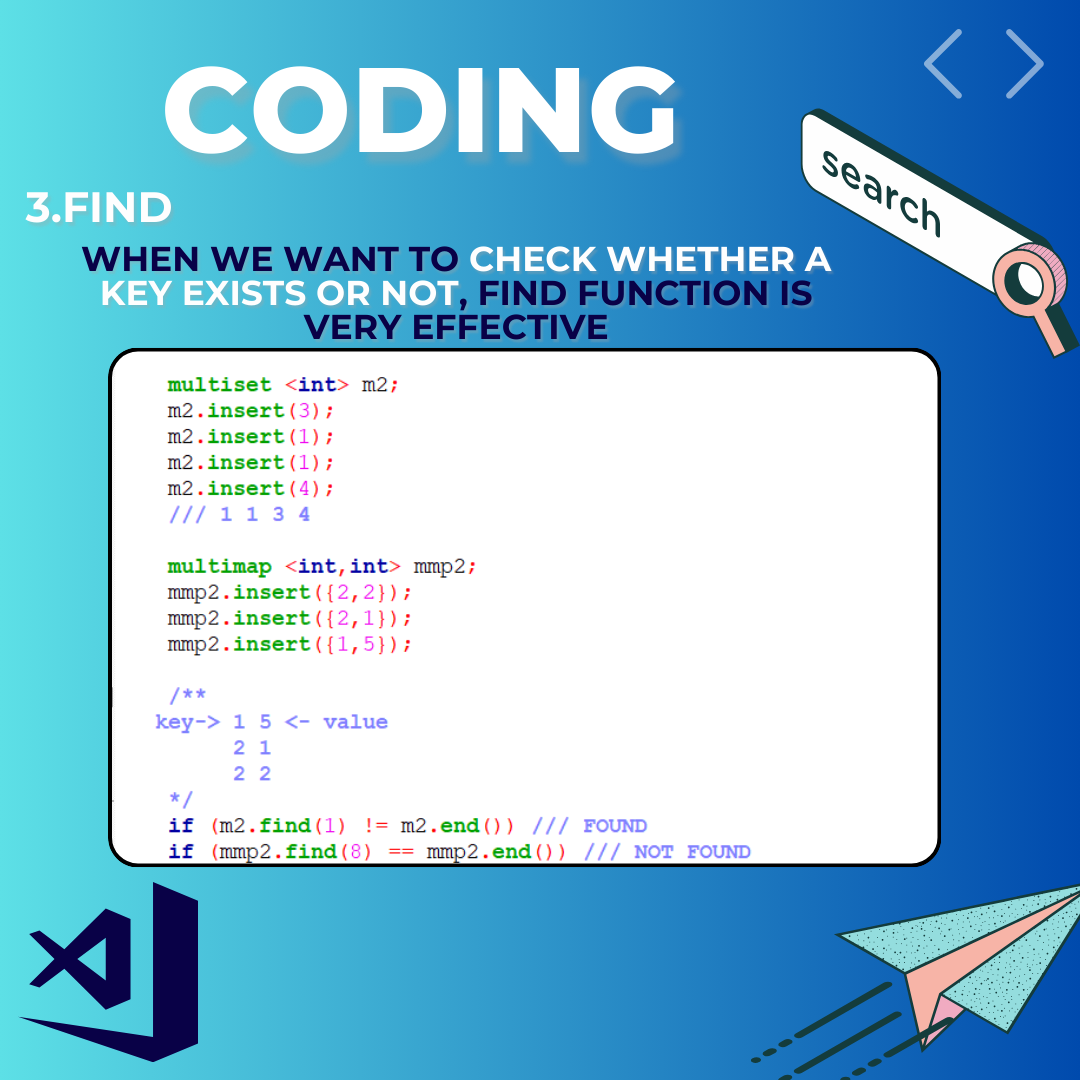 CODING
search
3.FIND
WHEN WE WANT TO CHECK WHETHER A
KEY EXISTS OR NOT, FIND FUNCTION IS
VERY EFFECTIVE
multiset <int> m2;
m2.insert(3);
m2.insert(1);
m2.insert(1);
m2.insert(4);
/// 1 1 3 4
multimap <int,int> mmp2;
mmp2.insert({2,2});
mmp2.insert({2,1});
mmp2.insert({1,5});
/**
key-> 1 5 <- value
2 1
2 2
*/
if (m2.find(1) != m2.end()) /// FOUND
if (mmp2.find(8) == mmp2.end()) /// NOT FOUND